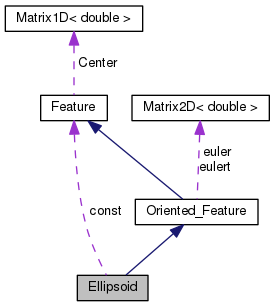 Matrix1D< double >
Center
Feature
Matrix2D< double >
euler
eulert
const
Oriented_Feature
Ellipsoid